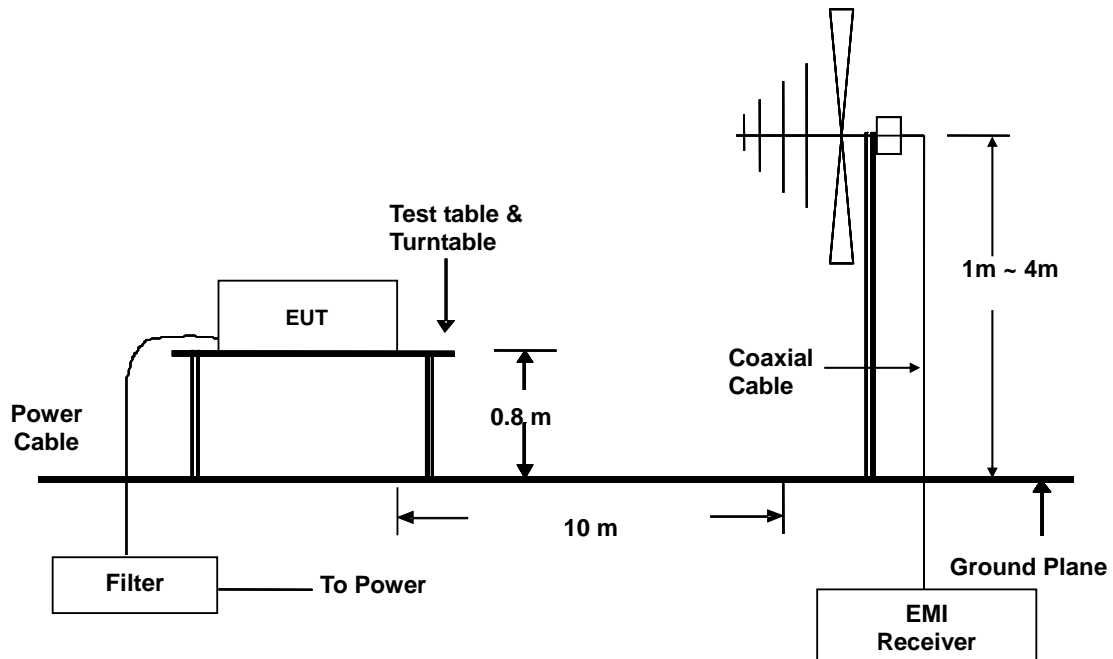 Test table &
Turntable
EUT
1m ~ 4m
Coaxial
Cable
0.8 m
Power
Cable
10 m
Filter
To Power
Ground Plane
EMI
Receiver